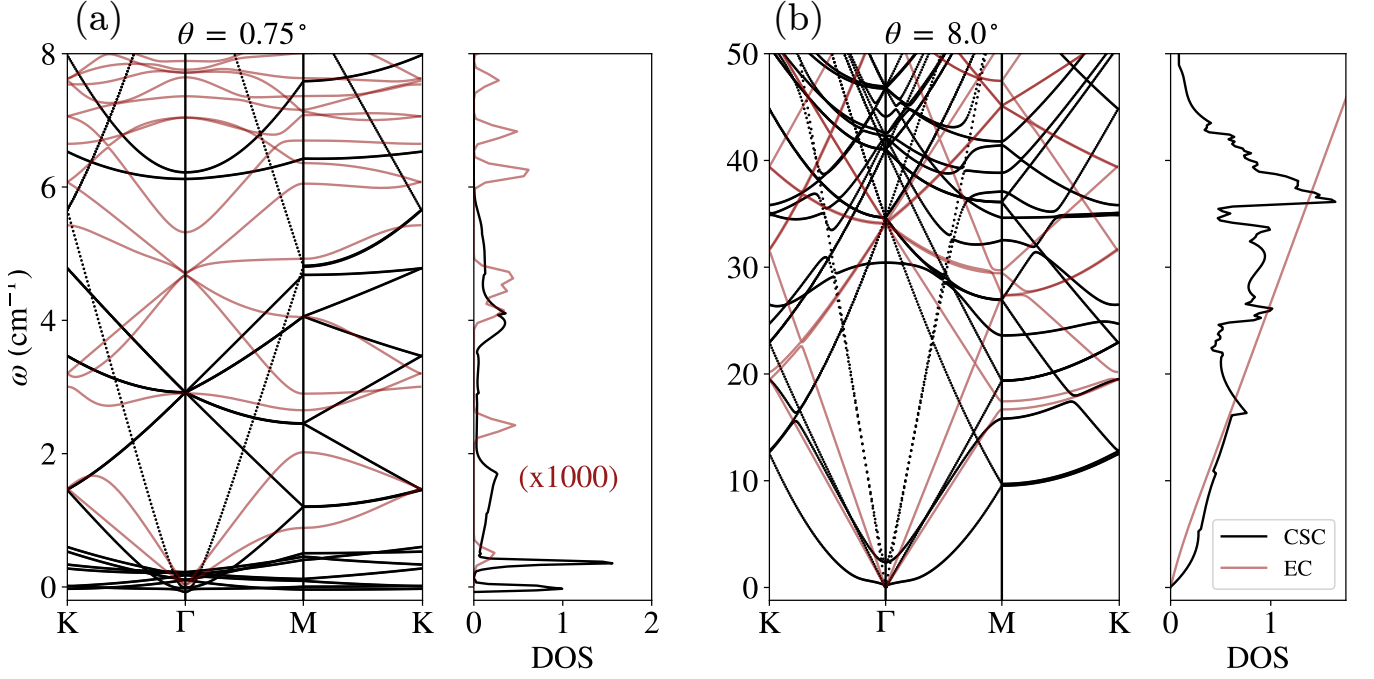 (a)
θ = 0.75°
ω (cm⁻¹)
8
6
4
2
0
K Γ M K
(x1000)
0 1 2
DOS
(b)
θ = 8.0°
50
40
30
20
10
0
K Γ M K
CSC
EC
0 1
DOS